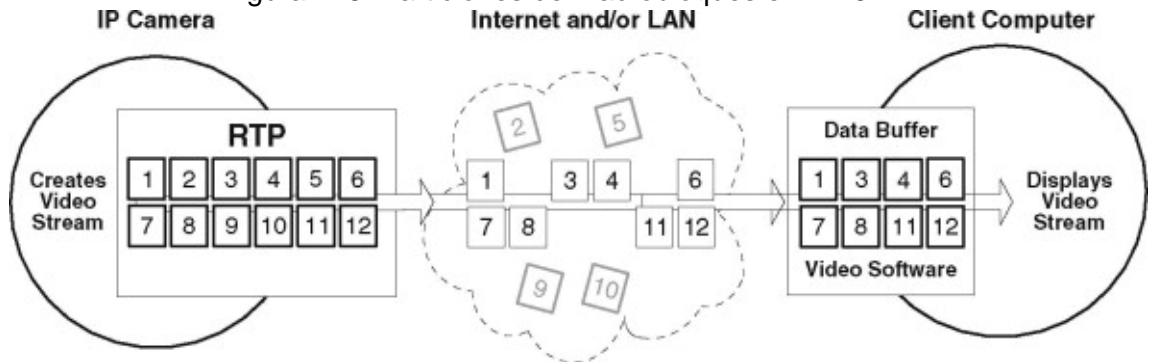 IP Camera
Internet and/or LAN
Client Computer
RTP
Creates
Video
Stream
1 2 3 4 5 6
7 8 9 10 11 12
2 5
1 3 4 6
7 8 11 12
9 10
Data Buffer
1 3 4 6
7 8 11 12
Video Software
Displays
Video
Stream